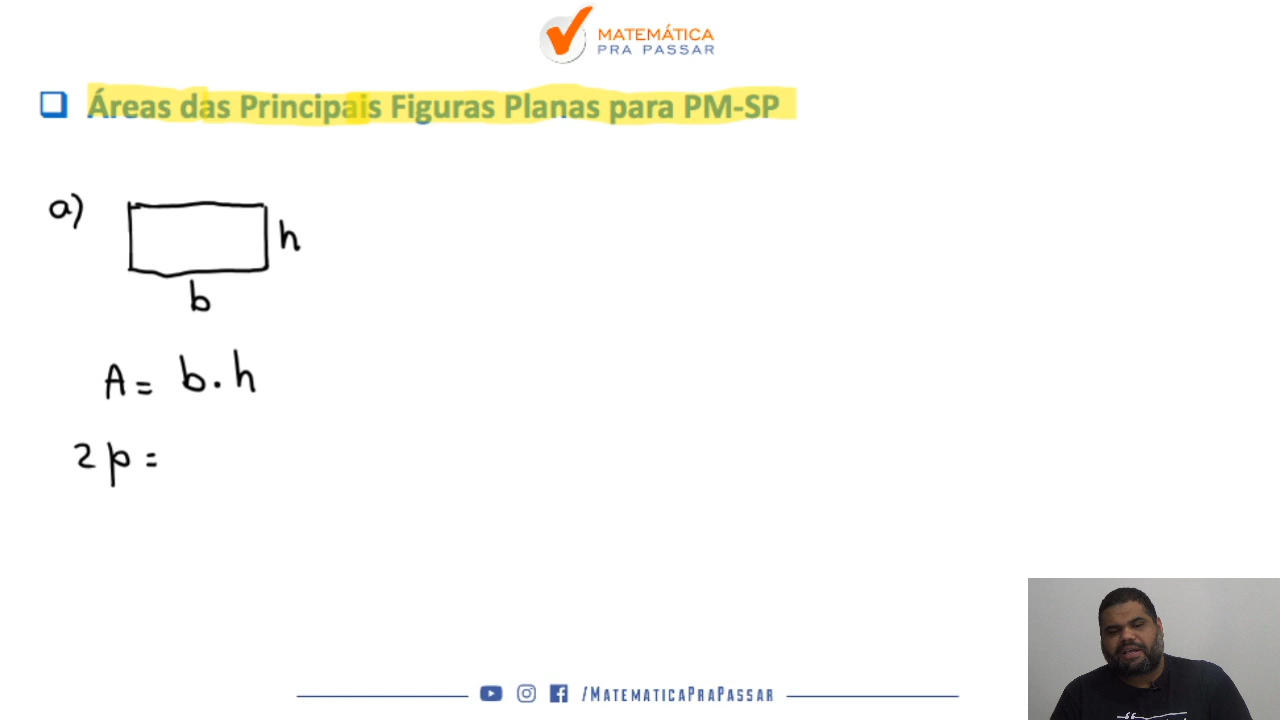 MATEMÁTICA
PRA PASSAR
Áreas das Principais Figuras Planas para PM-SP
a)
h
b
A = b.h
2p =
/MATEMATICAPRAPASSAR